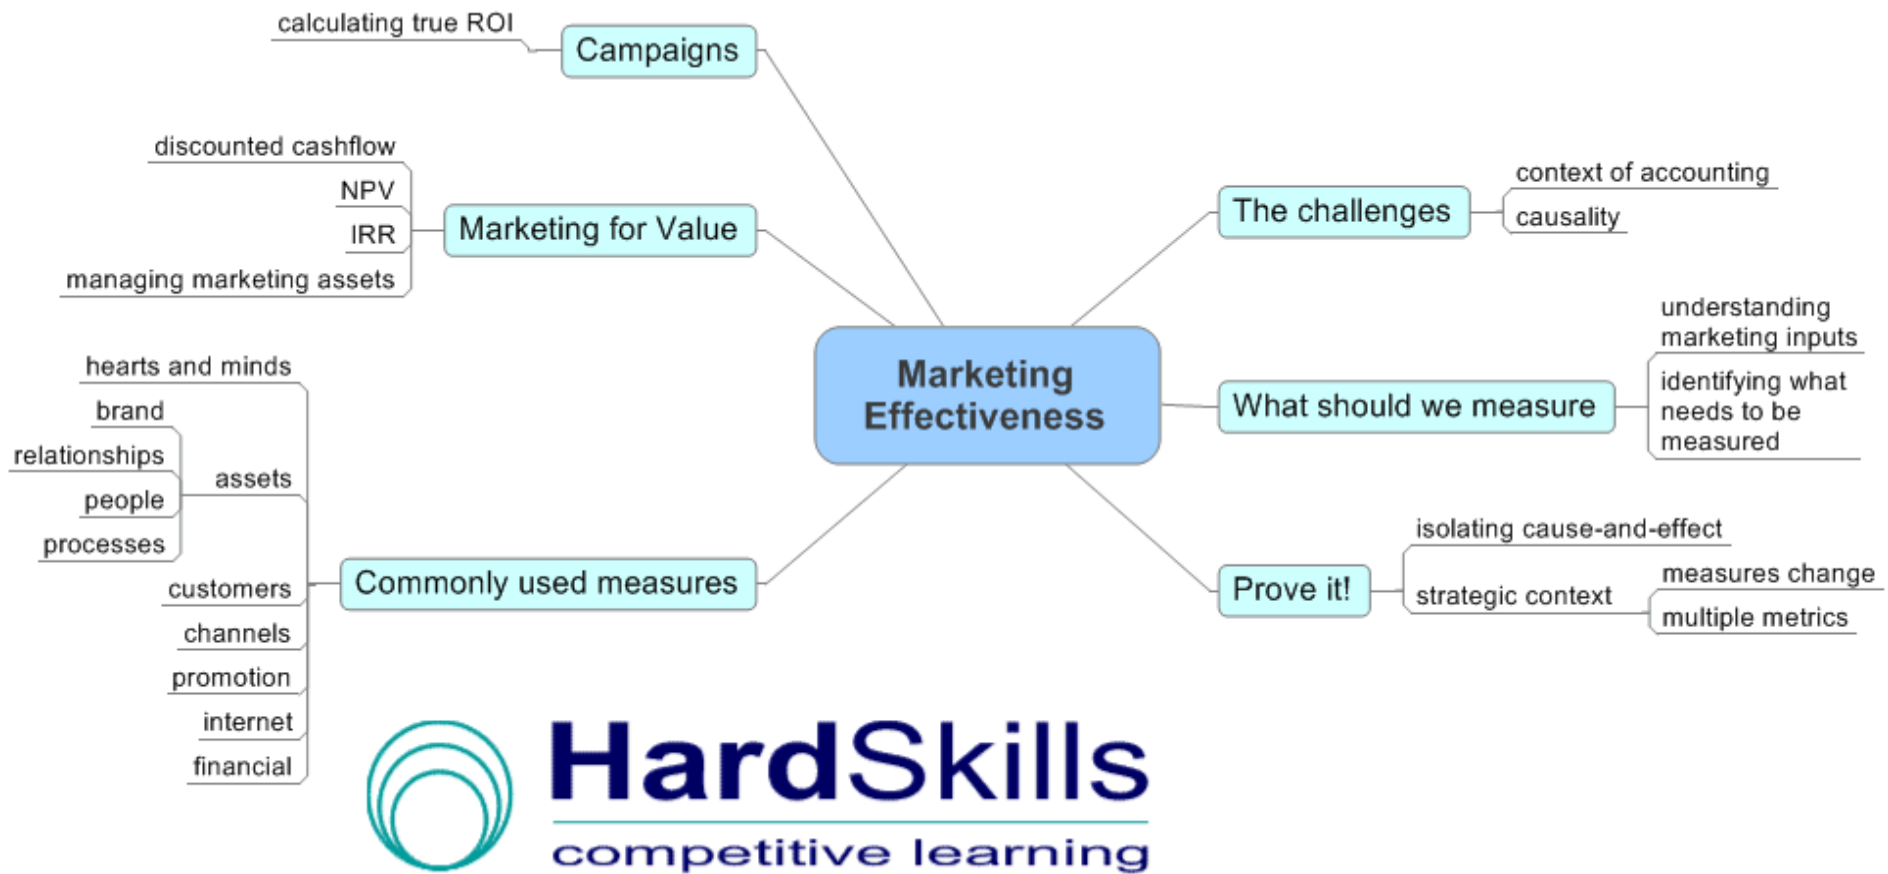 calculating true ROI
Campaigns
discounted cashflow
NPV
IRR
managing marketing assets
Marketing for Value
hearts and minds
brand
relationships
people
processes
assets
customers
channels
promotion
internet
financial
Commonly used measures
Marketing
Effectiveness
The challenges
context of accounting
causality
What should we measure
understanding
marketing inputs
identifying what
needs to be
measured
Prove it!
isolating cause-and-effect
strategic context
measures change
multiple metrics
HardSkills
competitive learning